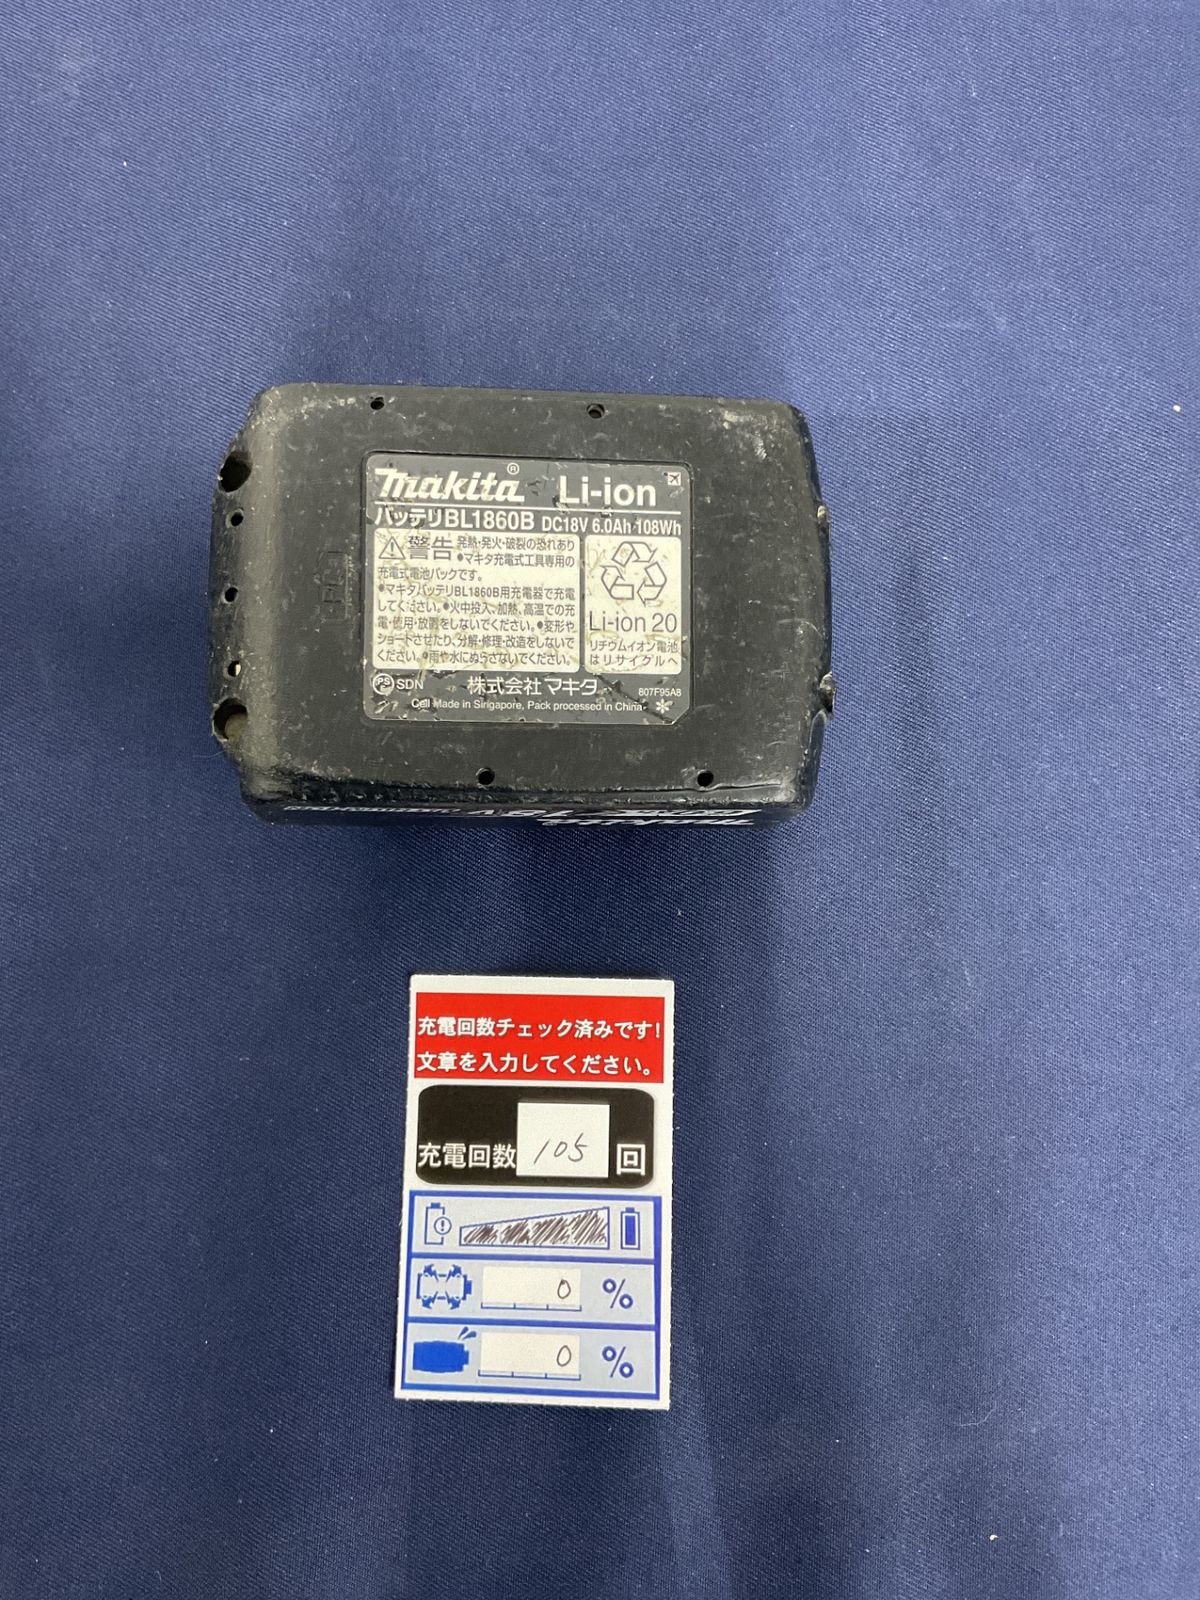 makita® Li-ion
バッテリBL1860B DC18V 6.0Ah 108Wh
警告 発熱・発火・破裂の恐れあり
●マキタ充電式工具専用の
充電式電池パックです。
●マキタバッテリBL1860B用充電器で充電
してください。●火中投入、加熱、高温での充
電・使用・放置をしないでください。●変形や
ショートさせたり、分解・修理・改造をしないで
ください。●雨や水にぬらさないでください。
Li-ion 20
リチウムイオン電池
はリサイクルへ
PS SDN 株式会社マキタ 807F95A8
Cell Made in Singapore, Pack processed in China
makita 18V
充電回数チェック済みです!
文章を入力してください。
充電回数 105 回
0 %
0 %